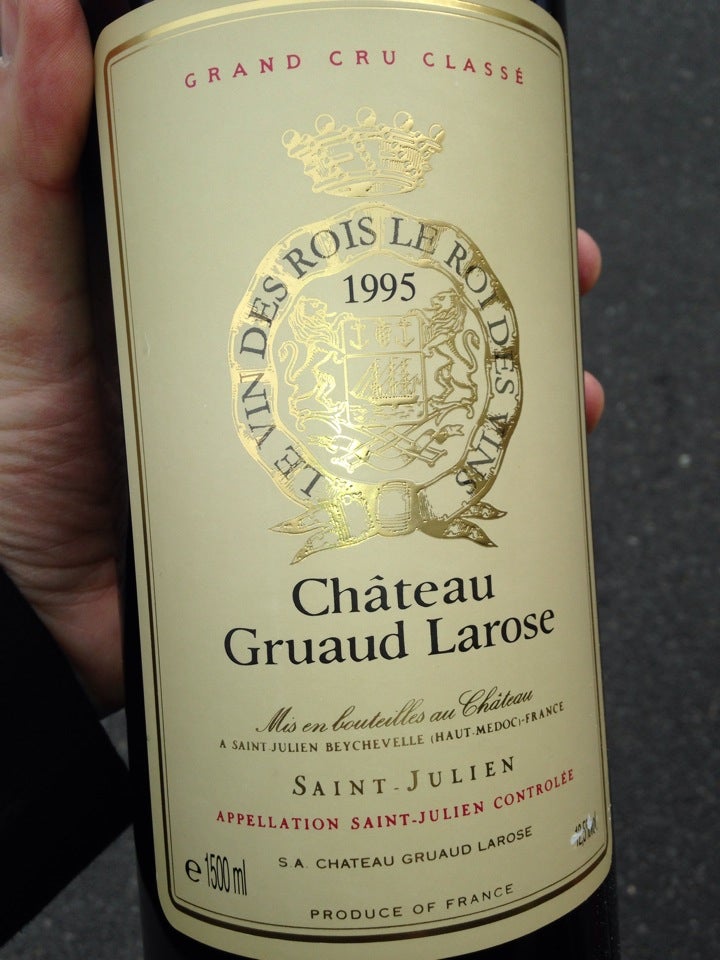 GRAND CRU CLASSÉ
LE VIN DES ROIS LE ROI DES VINS
1995
Château
Gruaud Larose
Mis en bouteilles au Château
A SAINT-JULIEN BEYCHEVELLE (HAUT-MEDOC)-FRANCE
SAINT-JULIEN
APPELLATION SAINT-JULIEN CONTROLÉE
S.A. CHATEAU GRUAUD LAROSE
e 1500 ml
PRODUCE OF FRANCE